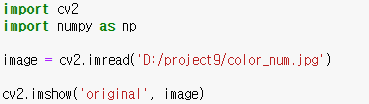 import cv2
import numpy as np
image = cv2.imread('D:/project9/color_num.jpg')
cv2.imshow('original', image)